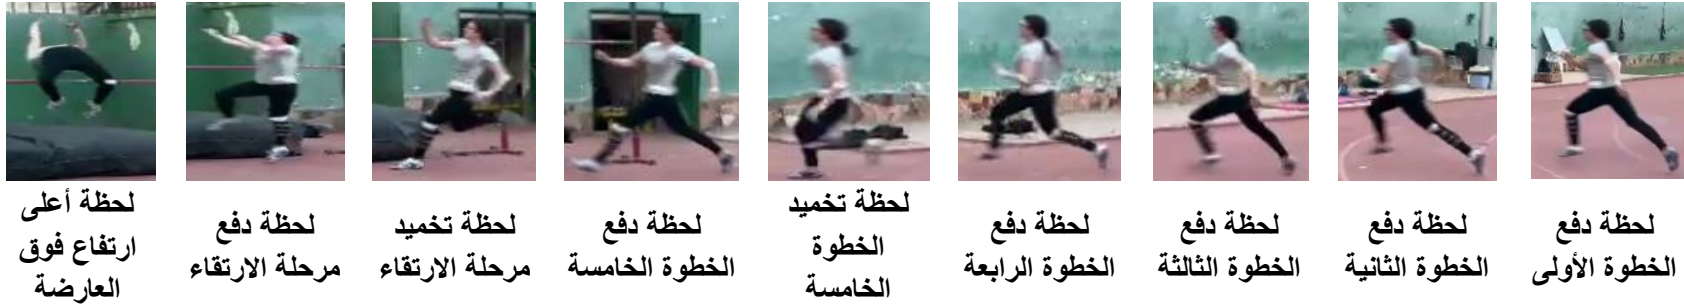 لحظة دفع
الخطوة الأولى
لحظة دفع
الخطوة الثانية
لحظة دفع
الخطوة الثالثة
لحظة دفع
الخطوة الرابعة
لحظة تخميد
الخطوة
الخامسة
لحظة دفع
الخطوة الخامسة
لحظة تخميد
مرحلة الارتقاء
لحظة دفع
مرحلة الارتقاء
لحظة أعلى
ارتفاع فوق
العارضة